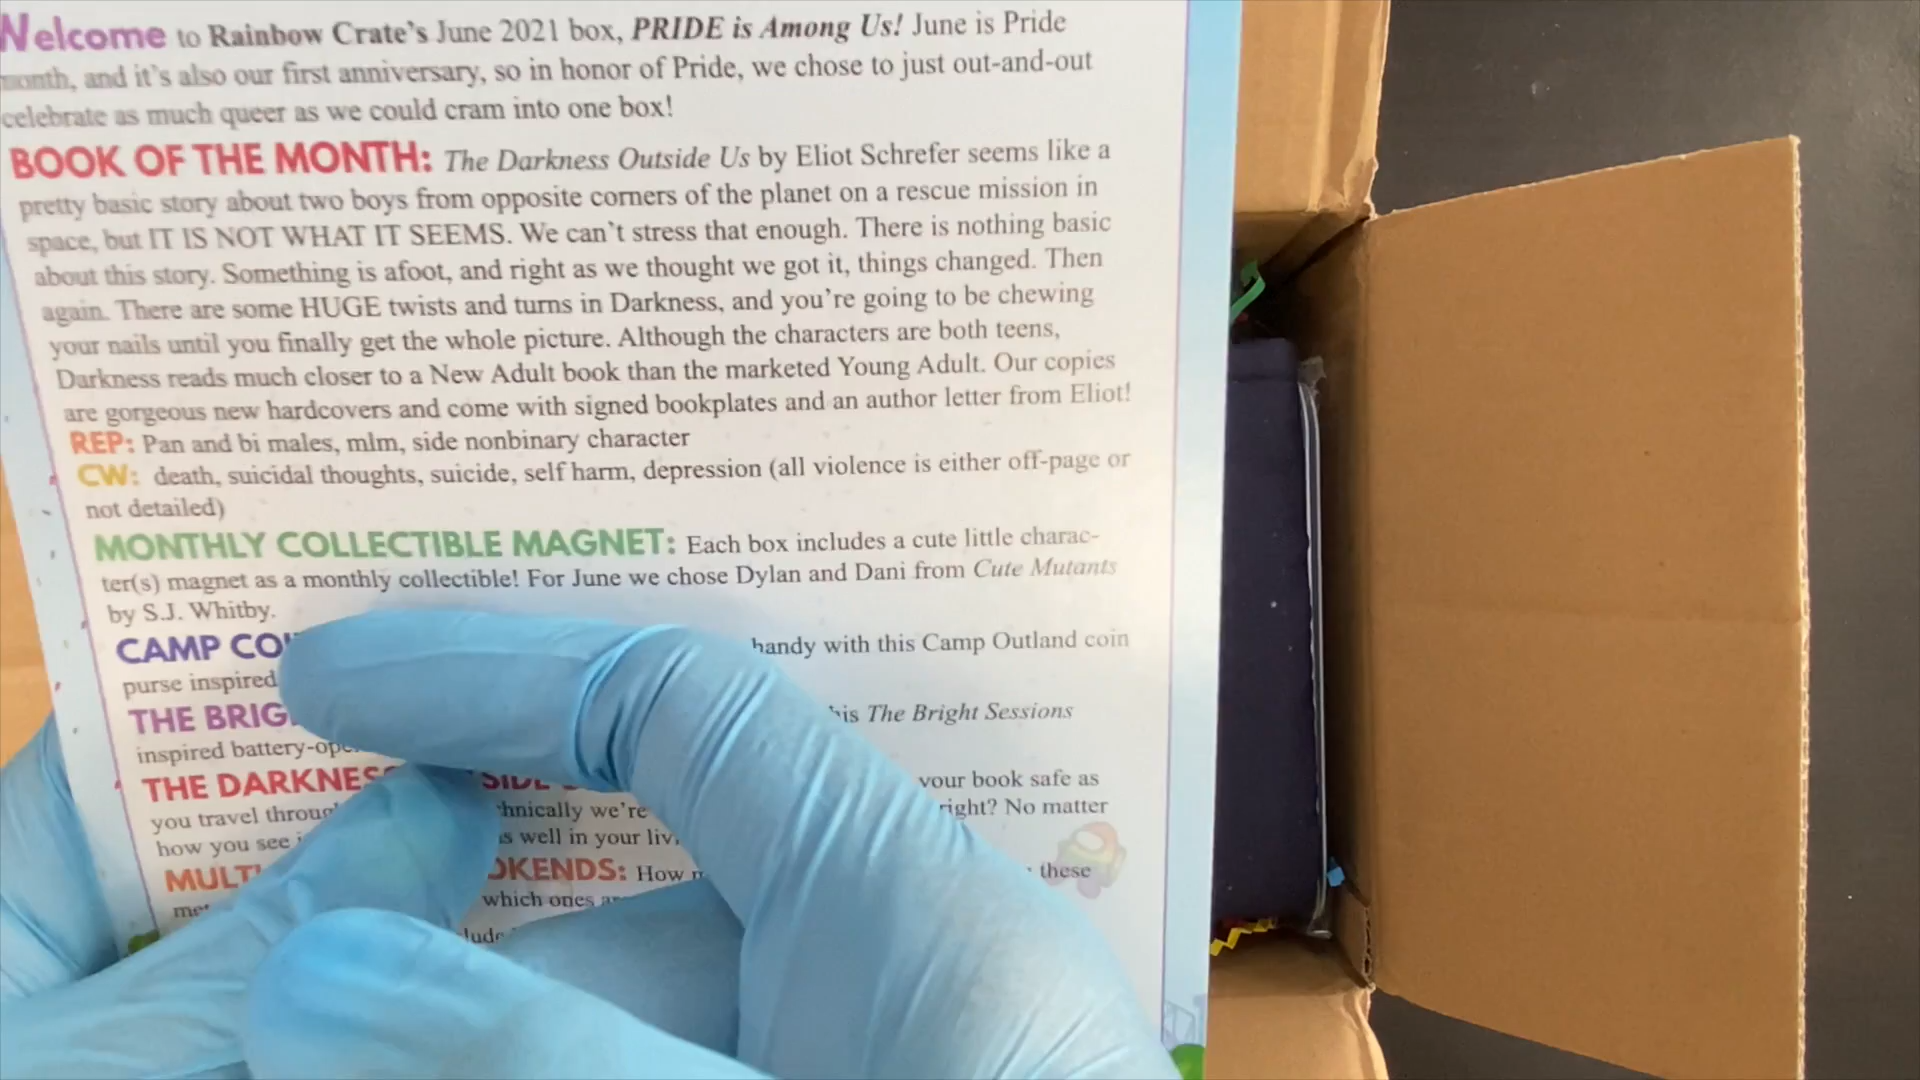 Welcome to Rainbow Crate's June 2021 box, PRIDE is Among Us! June is Pride
month, and it's also our first anniversary, so in honor of Pride, we chose to just out-and-out
celebrate as much queer as we could cram into one box!
BOOK OF THE MONTH: The Darkness Outside Us by Eliot Schrefer seems like a
pretty basic story about two boys from opposite corners of the planet on a rescue mission in
space, but IT IS NOT WHAT IT SEEMS. We can't stress that enough. There is nothing basic
about this story. Something is afoot, and right as we thought we got it, things changed. Then
again. There are some HUGE twists and turns in Darkness, and you're going to be chewing
your nails until you finally get the whole picture. Although the characters are both teens,
Darkness reads much closer to a New Adult book than the marketed Young Adult. Our copies
are gorgeous new hardcovers and come with signed bookplates and an author letter from Eliot!
REP: Pan and bi males, mlm, side nonbinary character
CW: death, suicidal thoughts, suicide, self harm, depression (all violence is either off-page or
not detailed)
MONTHLY COLLECTIBLE MAGNET: Each box includes a cute little charac-
ter(s) magnet as a monthly collectible! For June we chose Dylan and Dani from Cute Mutants
by S.J. Whitby.
CAMP handy with this Camp Outland coin
purse inspired
THE The Bright Sessions
inspired
THE your book safe as
you travel we're right? No matter
how you see well in your
How these
which ones